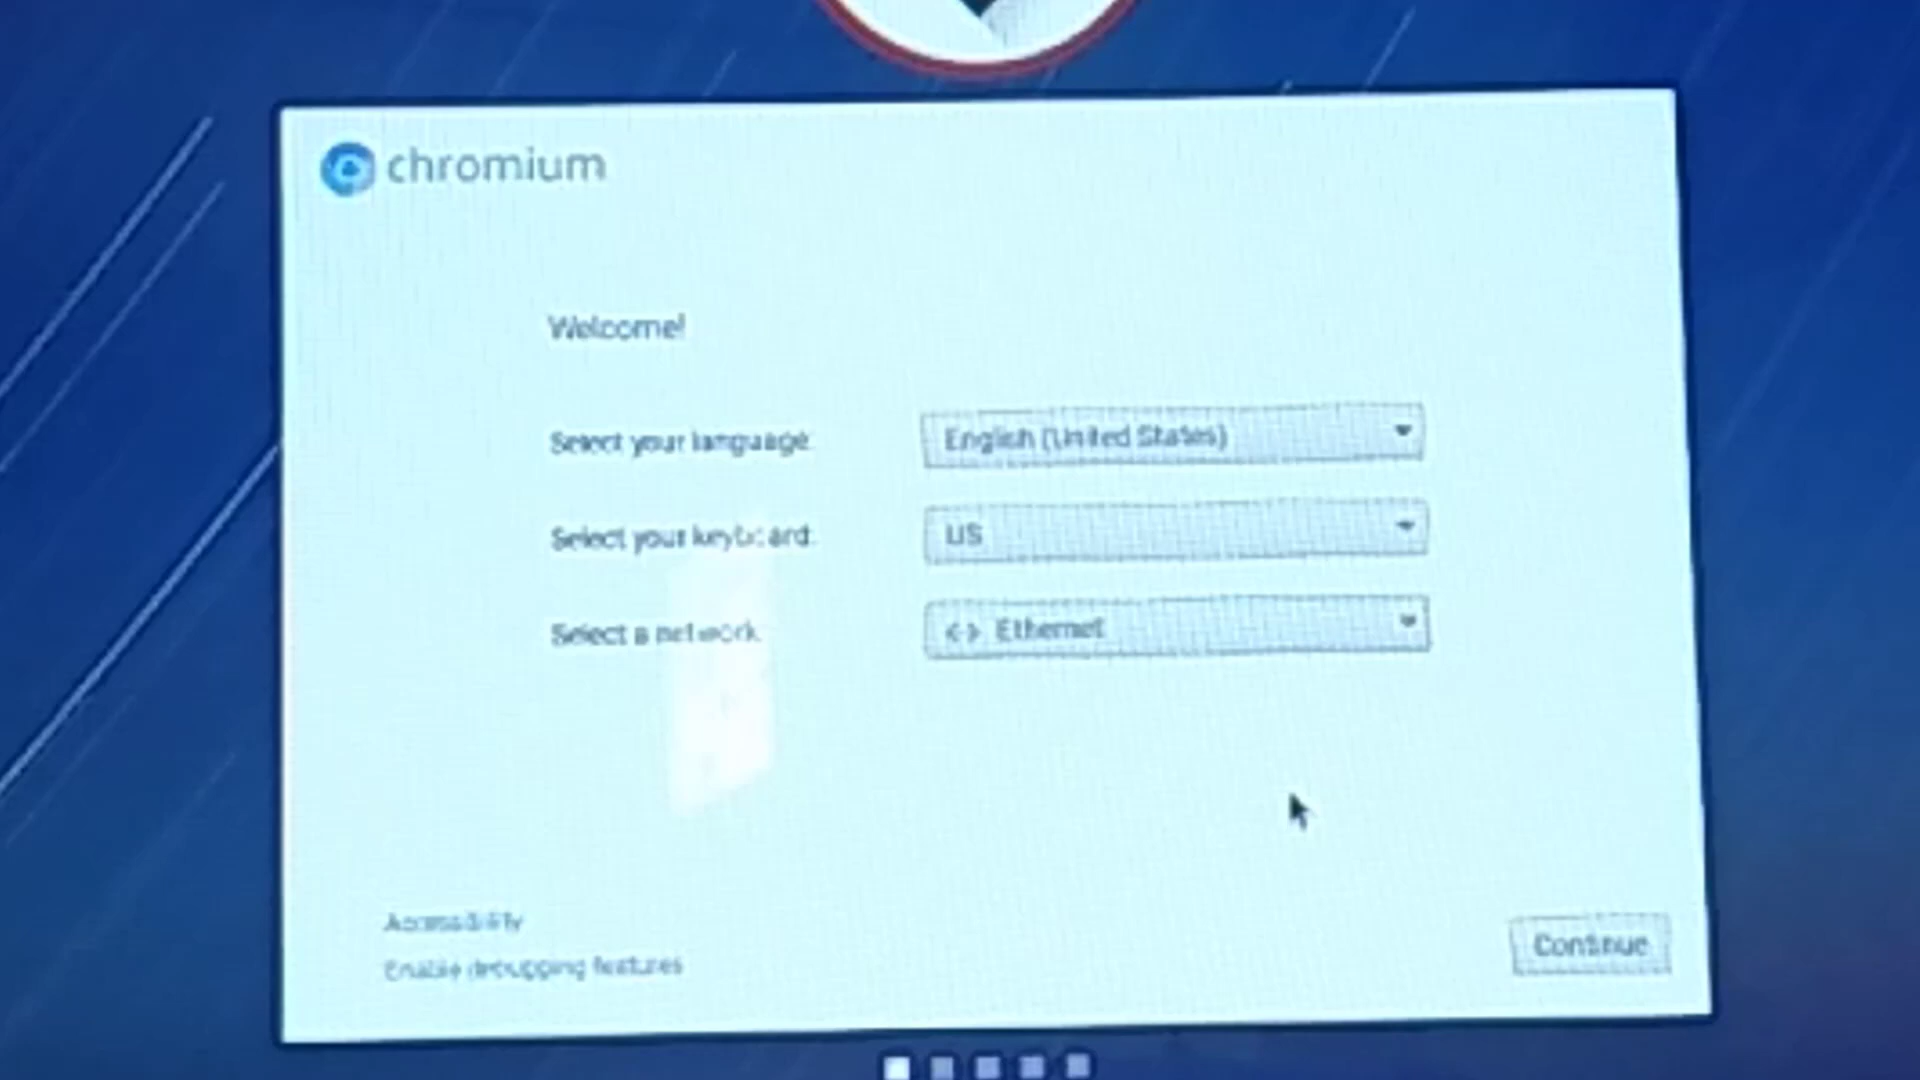 chromium
Welcome!
Select your language:
English (United States)
Select your keyboard:
US
Select a network:
<·> Ethernet
Accessibility
Enable debugging features
Continue